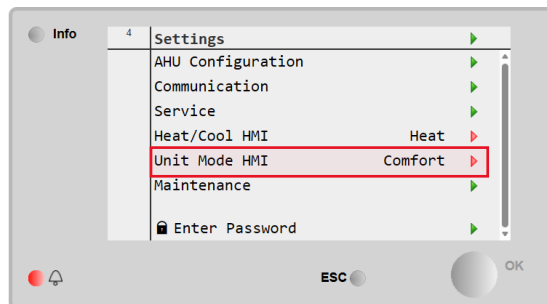 Info
4 Settings
AHU Configuration
Communication
Service
Heat/Cool HMI Heat
Unit Mode HMI Comfort
Maintenance
Enter Password
ESC
OK